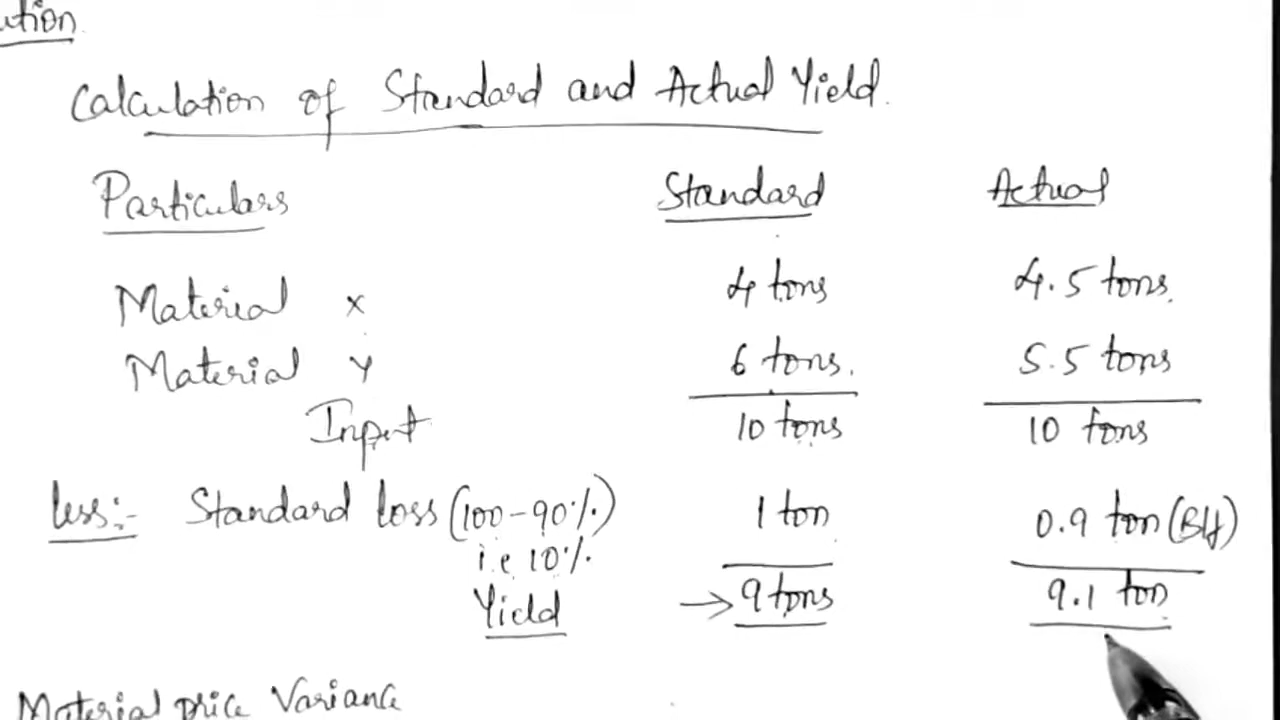 ution
Calculation of Standard and Actual Yield.
Particulars Standard Actual
Material X 4 tons 4.5 tons.
Material Y 6 tons. 5.5 tons
Input 10 tons 10 tons
Less:- Standard loss (100-90%) 1 ton 0.9 ton (B/f)
i.e 10%
Yield → 9 tons 9.1 ton
Material price Variance